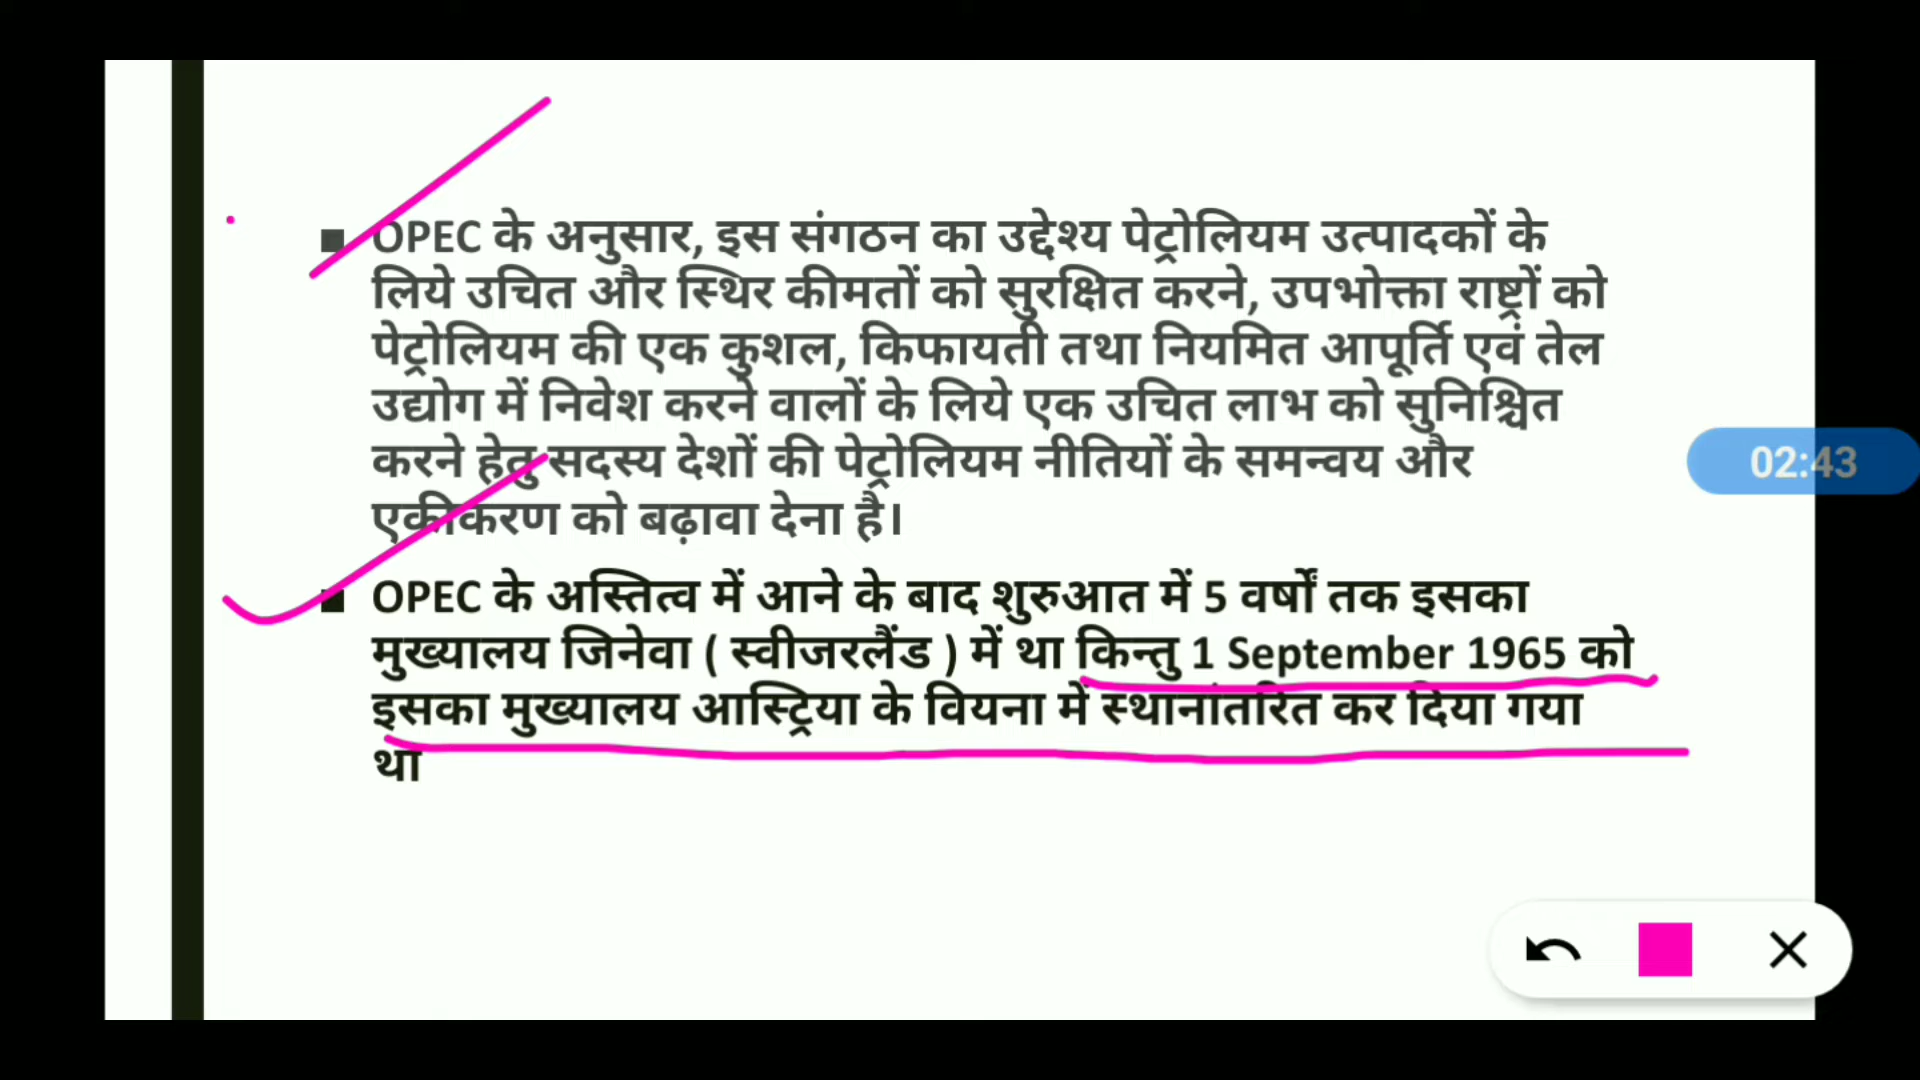 OPEC के अनुसार, इस संगठन का उद्देश्य पेट्रोलियम उत्पादकों के
लिये उचित और स्थिर कीमतों को सुरक्षित करने, उपभोक्ता राष्ट्रों को
पेट्रोलियम की एक कुशल, किफायती तथा नियमित आपूर्ति एवं तेल
उद्योग में निवेश करने वालों के लिये एक उचित लाभ को सुनिश्चित
करने हेतु सदस्य देशों की पेट्रोलियम नीतियों के समन्वय और
एकीकरण को बढ़ावा देना है।
02:43
OPEC के अस्तित्व में आने के बाद शुरुआत में 5 वर्षों तक इसका
मुख्यालय जिनेवा ( स्वीजरलैंड ) में था किन्तु 1 September 1965 को
इसका मुख्यालय आस्ट्रिया के वियना में स्थानांतरित कर दिया गया
था